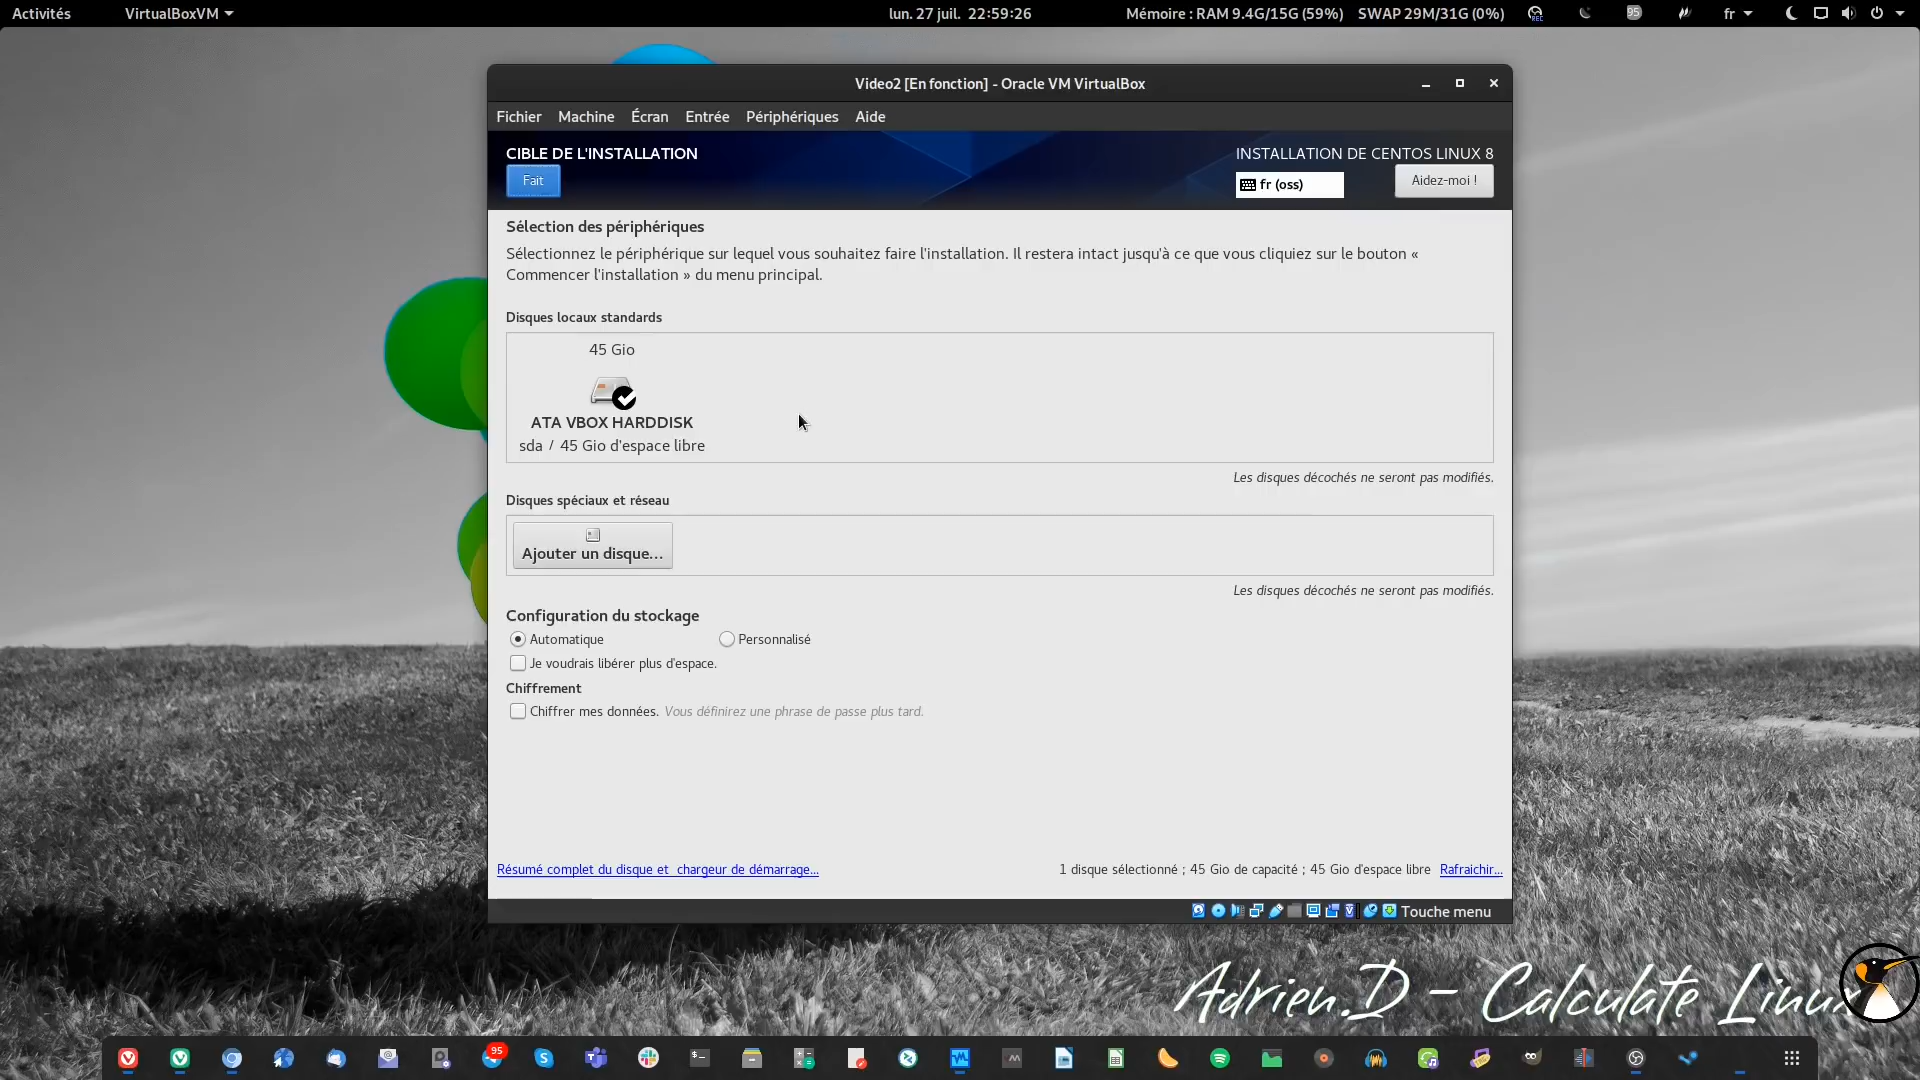 Activités
VirtualBoxVM
lun. 27 juil. 22:59:26
Mémoire : RAM 9.4G/15G (59%)
SWAP 29M/31G (0%)
REC
95
fr
Video2 [En fonction] - Oracle VM VirtualBox
Fichier
Machine
Écran
Entrée
Périphériques
Aide
CIBLE DE L'INSTALLATION
INSTALLATION DE CENTOS LINUX 8
Fait
fr (oss)
Aidez-moi !
Sélection des périphériques
Sélectionnez le périphérique sur lequel vous souhaitez faire l'installation. Il restera intact jusqu'à ce que vous cliquiez sur le bouton «
Commencer l'installation » du menu principal.
Disques locaux standards
45 Gio
ATA VBOX HARDDISK
sda / 45 Gio d'espace libre
Les disques décochés ne seront pas modifiés.
Disques spéciaux et réseau
Ajouter un disque...
Les disques décochés ne seront pas modifiés.
Configuration du stockage
Automatique
Personnalisé
Je voudrais libérer plus d'espace.
Chiffrement
Chiffrer mes données. Vous définirez une phrase de passe plus tard.
Résumé complet du disque et chargeur de démarrage...
1 disque sélectionné ; 45 Gio de capacité ; 45 Gio d'espace libre
Rafraichir...
Touche menu
Adrien.D - Calculate Linux
95